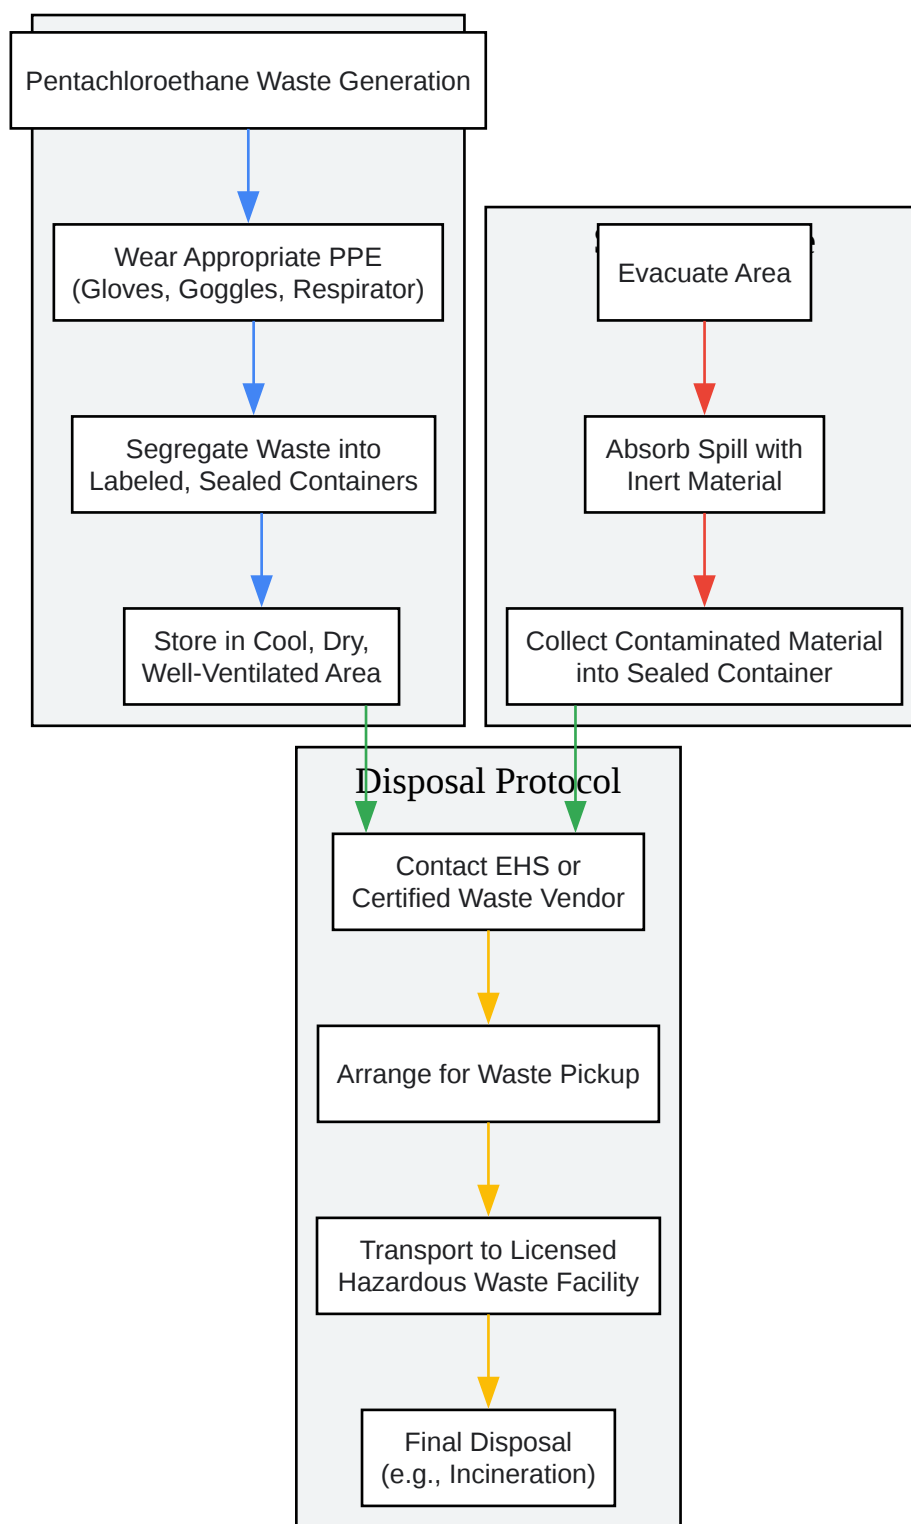 Pentachloroethane Waste Generation
Wear Appropriate PPE
(Gloves, Goggles, Respirator)
Segregate Waste into
Labeled, Sealed Containers
Store in Cool, Dry,
Well-Ventilated Area
Evacuate Area
Absorb Spill with
Inert Material
Collect Contaminated Material
into Sealed Container
Disposal Protocol
Contact EHS or
Certified Waste Vendor
Arrange for Waste Pickup
Transport to Licensed
Hazardous Waste Facility
Final Disposal
(e.g., Incineration)